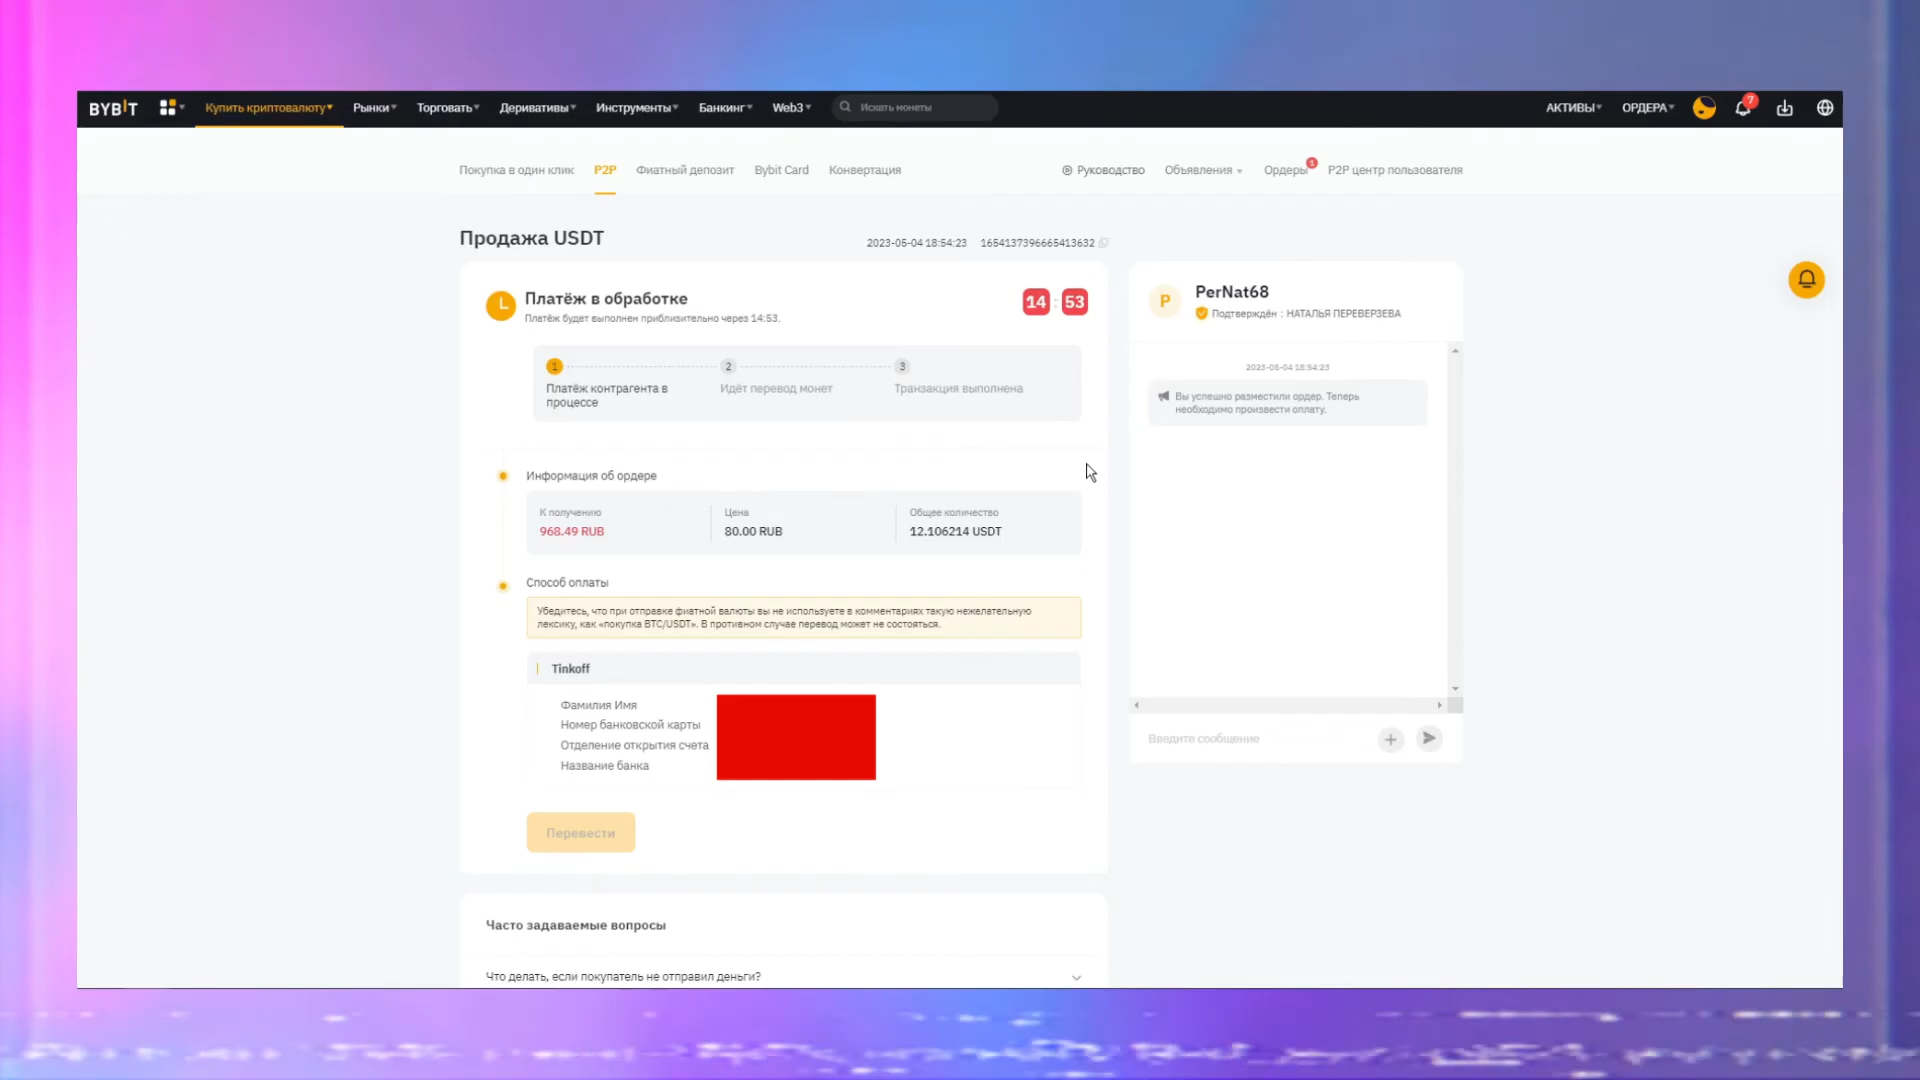 BYBIT Купить криптовалюту Рынки Торговать Деривативы Инструменты Банкинг Web3 Искать монеты АКТИВЫ ОРДЕРА 7
Покупка в один клик P2P Фиатный депозит Bybit Card Конвертация Руководство Объявления Ордеры 1 P2P центр пользователя
Продажа USDT 2023-05-04 18:54:23 1654137396665413632
Платёж в обработке 14 : 53
Платёж будет выполнен приблизительно через 14:53.
1 2 3
Платёж контрагента в Идёт перевод монет Транзакция выполнена
процессе
Информация об ордере
К получению Цена Общее количество
968.49 RUB 80.00 RUB 12.106214 USDT
Способ оплаты
Убедитесь, что при отправке фиатной валюты вы не используете в комментариях такую нежелательную
лексику, как «покупка BTC/USDT». В противном случае перевод может не состояться.
Tinkoff
Фамилия Имя
Номер банковской карты
Отделение открытия счета
Название банка
Перевести
Часто задаваемые вопросы
Что делать, если покупатель не отправил деньги?
P PerNat68
Подтверждён : НАТАЛЬЯ ПЕРЕВЕРЗЕВА
2023-05-04 18:54:23
Вы успешно разместили ордер. Теперь
необходимо произвести оплату.
Введите сообщение